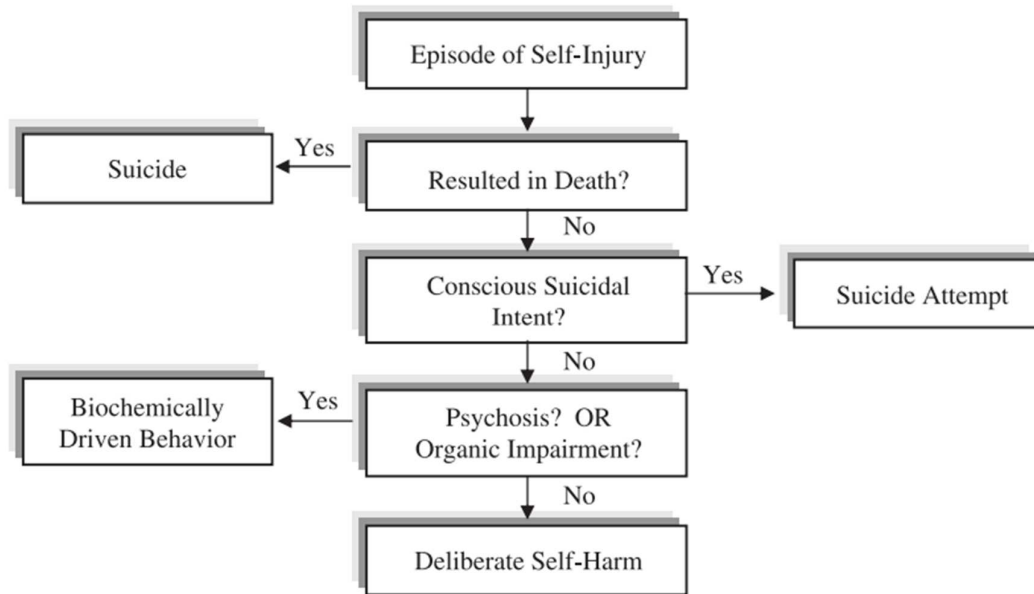 Episode of Self-Injury
Yes
Suicide
Resulted in Death?
No
Conscious Suicidal
Intent?
Yes
Suicide Attempt
No
Yes
Biochemically
Driven Behavior
Psychosis?  OR
Organic Impairment?
No
Deliberate Self-Harm